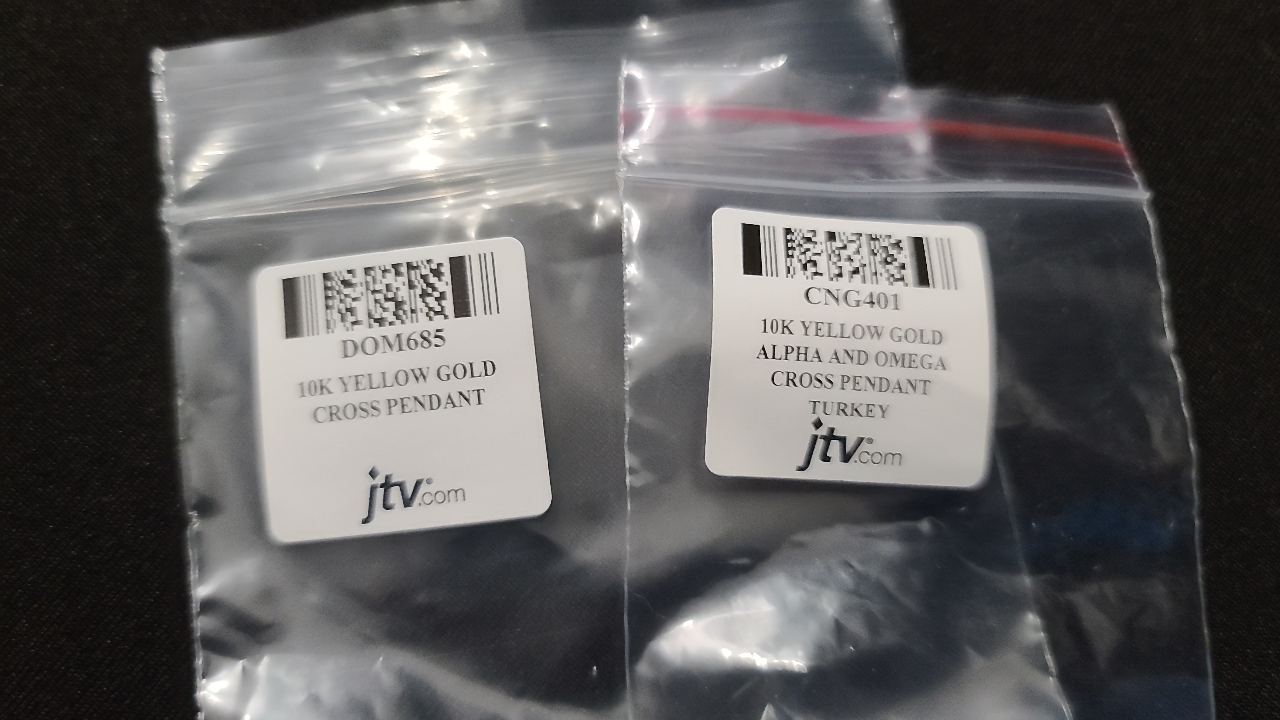 DOM685
10K YELLOW GOLD
CROSS PENDANT
jtv®.com
CNG401
10K YELLOW GOLD
ALPHA AND OMEGA
CROSS PENDANT
TURKEY
jtv®.com